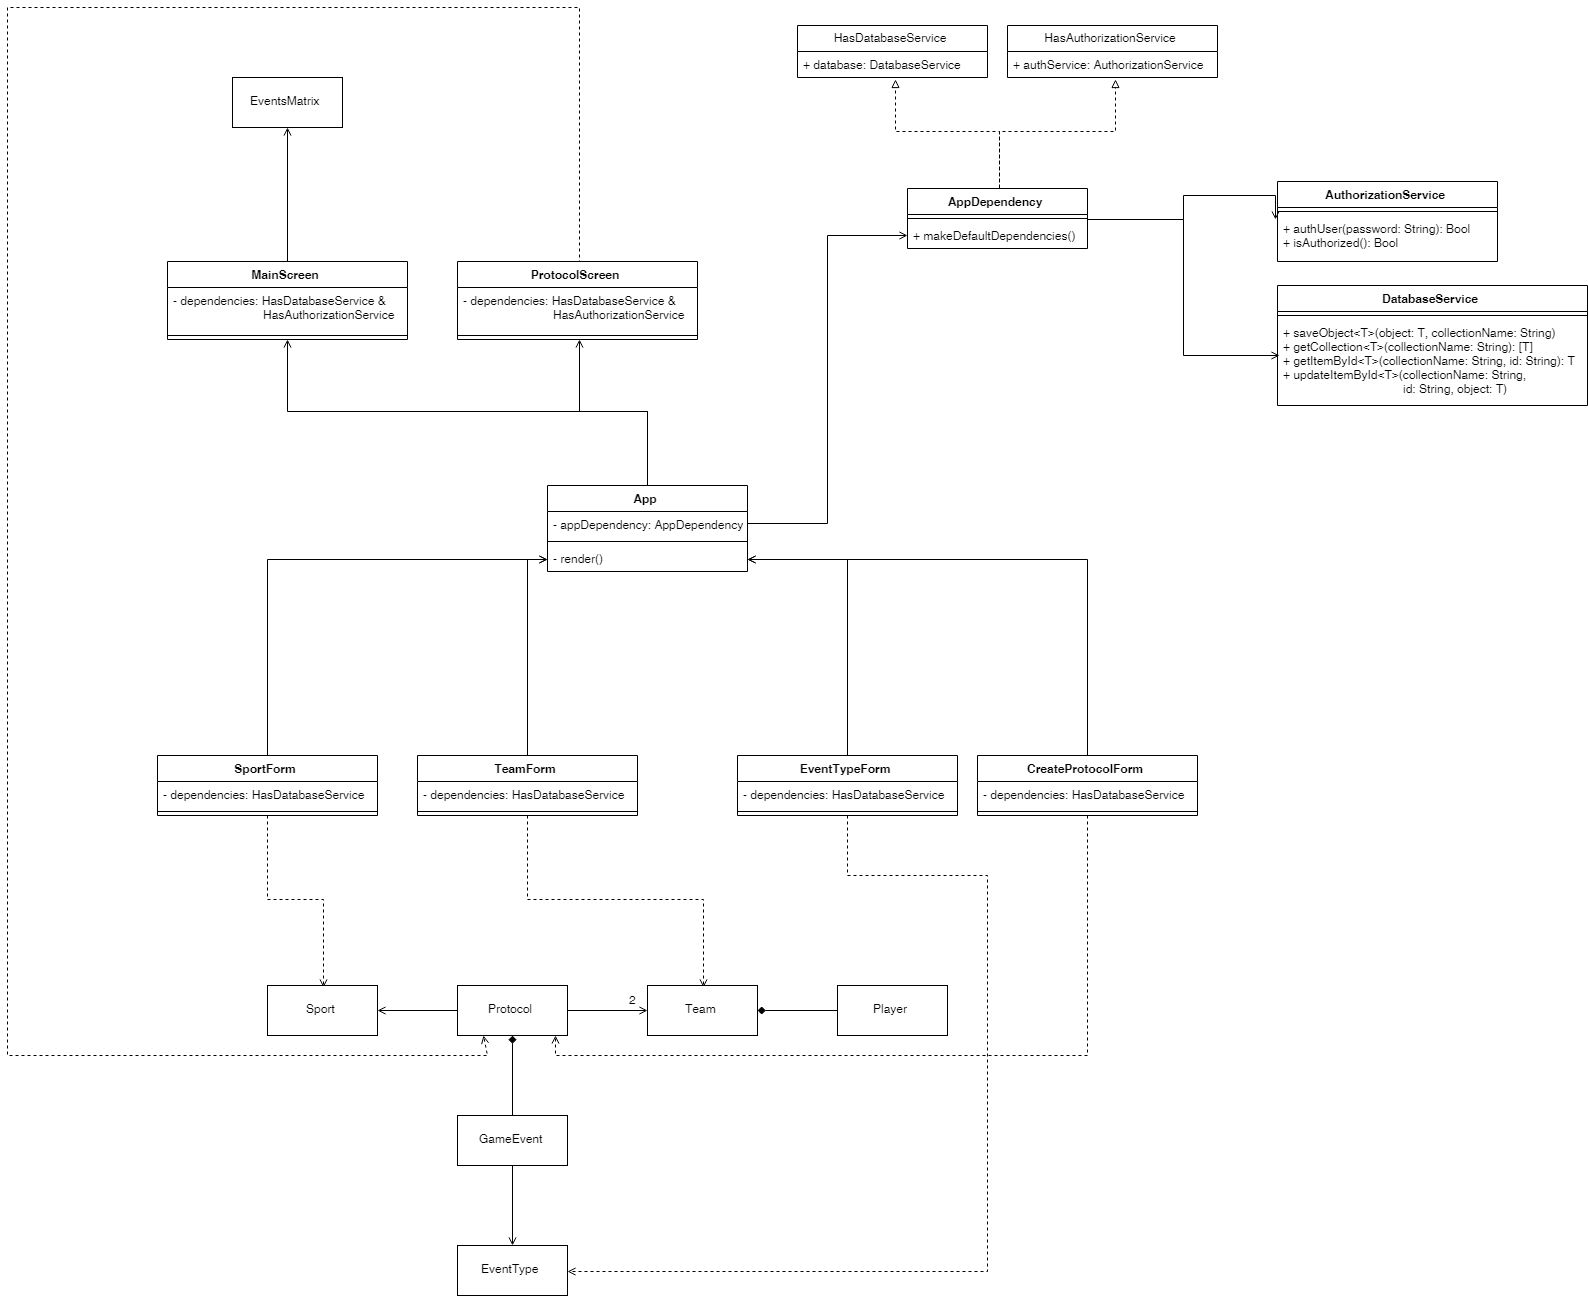 HasDatabaseService
+ database: DatabaseService
HasAuthorizationService
+ authService: AuthorizationService
EventsMatrix
AppDependency
+ makeDefaultDependencies()
AuthorizationService
+ authUser(password: String): Bool
+ isAuthorized(): Bool
MainScreen
- dependencies: HasDatabaseService &
HasAuthorizationService
ProtocolScreen
- dependencies: HasDatabaseService &
HasAuthorizationService
DatabaseService
+ saveObject<T>(object: T, collectionName: String)
+ getCollection<T>(collectionName: String): [T]
+ getItemById<T>(collectionName: String, id: String): T
+ updateItemById<T>(collectionName: String,
id: String, object: T)
App
- appDependency: AppDependency
- render()
SportForm
- dependencies: HasDatabaseService
TeamForm
- dependencies: HasDatabaseService
EventTypeForm
- dependencies: HasDatabaseService
CreateProtocolForm
- dependencies: HasDatabaseService
Sport
Protocol
2
Team
Player
GameEvent
EventType